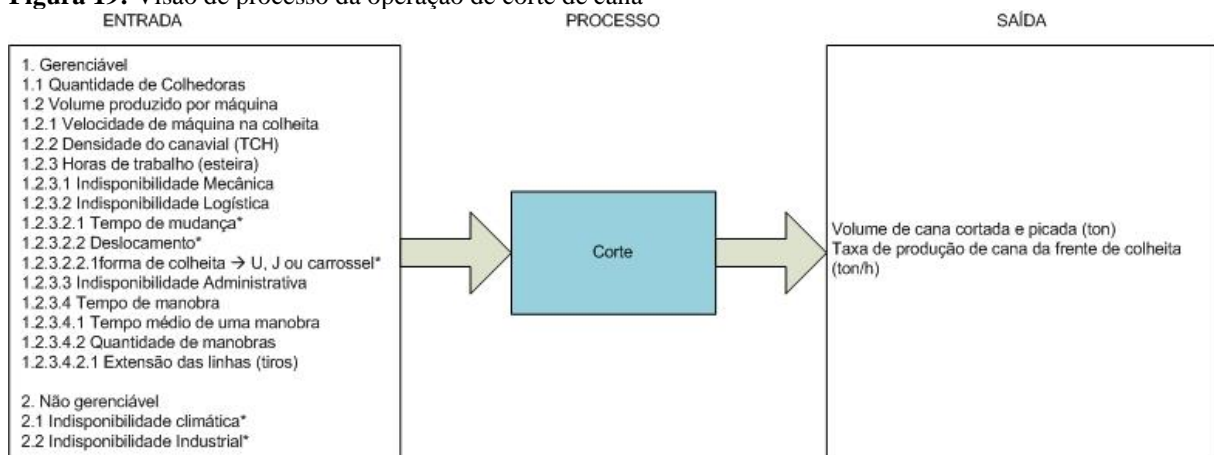 Figura 19: Visão de processo da operação de corte de cana
ENTRADA
PROCESSO
SAÍDA
1. Gerenciável
1.1 Quantidade de Colhedoras
1.2 Volume produzido por máquina
1.2.1 Velocidade de máquina na colheita
1.2.2 Densidade do canavial (TCH)
1.2.3 Horas de trabalho (esteira)
1.2.3.1 Indisponibilidade Mecânica
1.2.3.2 Indisponibilidade Logística
1.2.3.2.1 Tempo de mudança*
1.2.3.2.2 Deslocamento*
1.2.3.2.2.1forma de colheita → U, J ou carrossel*
1.2.3.3 Indisponibilidade Administrativa
1.2.3.4 Tempo de manobra
1.2.3.4.1 Tempo médio de uma manobra
1.2.3.4.2 Quantidade de manobras
1.2.3.4.2.1 Extensão das linhas (tiros)
2. Não gerenciável
2.1 Indisponibilidade climática*
2.2 Indisponibilidade Industrial*
Corte
Volume de cana cortada e picada (ton)
Taxa de produção de cana da frente de colheita
(ton/h)